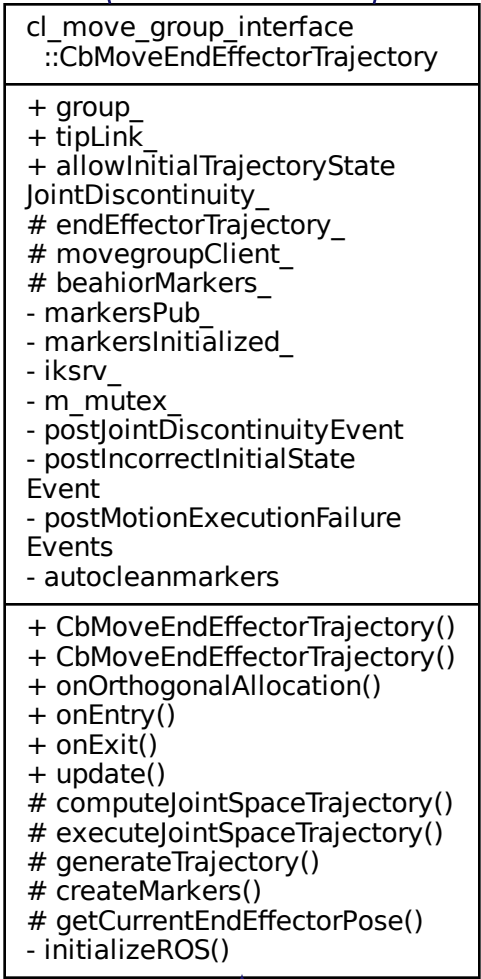 cl_move_group_interface
::CbMoveEndEffectorTrajectory
+ group_
+ tipLink_
+ allowInitialTrajectoryState
JointDiscontinuity_
# endEffectorTrajectory_
# movegroupClient_
# beahiorMarkers_
- markersPub_
- markersInitialized_
- iksrv_
- m_mutex_
- postJointDiscontinuityEvent
- postIncorrectInitialState
Event
- postMotionExecutionFailure
Events
- autocleanmarkers
+ CbMoveEndEffectorTrajectory()
+ CbMoveEndEffectorTrajectory()
+ onOrthogonalAllocation()
+ onEntry()
+ onExit()
+ update()
# computeJointSpaceTrajectory()
# executeJointSpaceTrajectory()
# generateTrajectory()
# createMarkers()
# getCurrentEndEffectorPose()
- initializeROS()